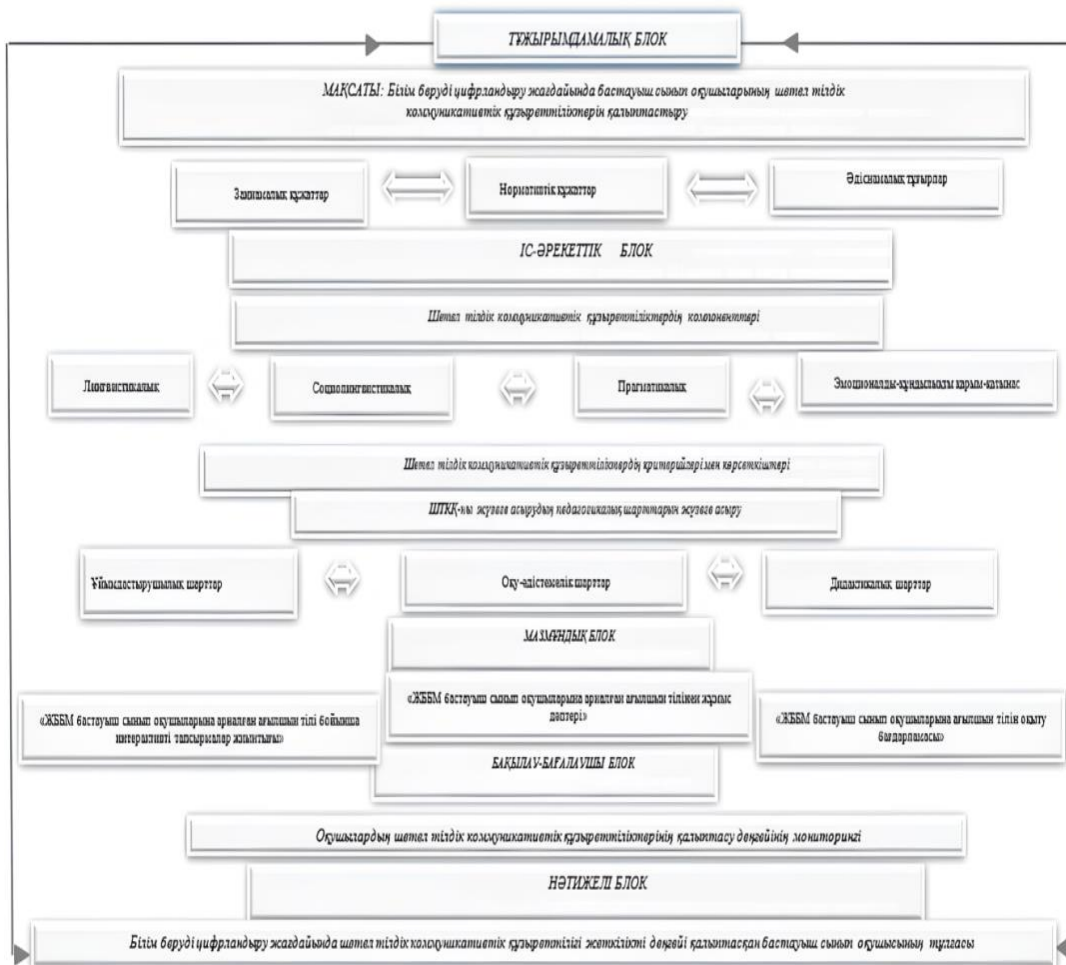 ТҰЖЫРЫМДАМАЛЫҚ БЛОК
МАҚСАТЫ: Білім беруді цифрландыру жағдайында бастауыш сынып оқушыларының шетел тілдік
коммуникативтік құзыреттіліктерін қалыптастыру
Заңнамалық құжаттар
Нормативтік құжаттар
Әдіснамалық тұғырлар
ІС-ӘРЕКЕТТІК БЛОК
Шетел тілдік коммуникативтік құзыреттіліктердің компоненттері
Лингвистикалық
Социолингвистикалық
Прагматикалық
Эмоционалды-құндылықты қарым-қатынас
Шетел тілдік коммуникативтік құзыреттіліктердің критерийлері мен көрсеткіштері
ШТКҚ-ны жүзеге асырудың педагогикалық шарттарын жүзеге асыру
Ұйымдастырушылық шарттар
Оқу-әдістемелік шарттар
Дидактикалық шарттар
МАЗМҰНДЫҚ БЛОК
«ЖББМ бастауыш сынып оқушыларына арналған ағылшын тілі бойынша
интерактивті тапсырмалар жиынтығы»
«ЖББМ бастауыш сынып оқушыларына арналған ағылшын тілінен жұмыс
дәптері»
«ЖББМ бастауыш сынып оқушыларына ағылшын тілін оқыту
бағдарламасы»
БАҚЫЛАУ-БАҒАЛАУШЫ БЛОК
Оқушылардың шетел тілдік коммуникативтік құзыреттіліктерінің қалыптасу деңгейінің мониторингі
НӘТИЖЕЛІ БЛОК
Білім беруді цифрландыру жағдайында шетел тілдік коммуникативтік құзыреттілігі жеткілікті деңгейі қалыптасқан бастауыш сынып оқушысының тұлғасы